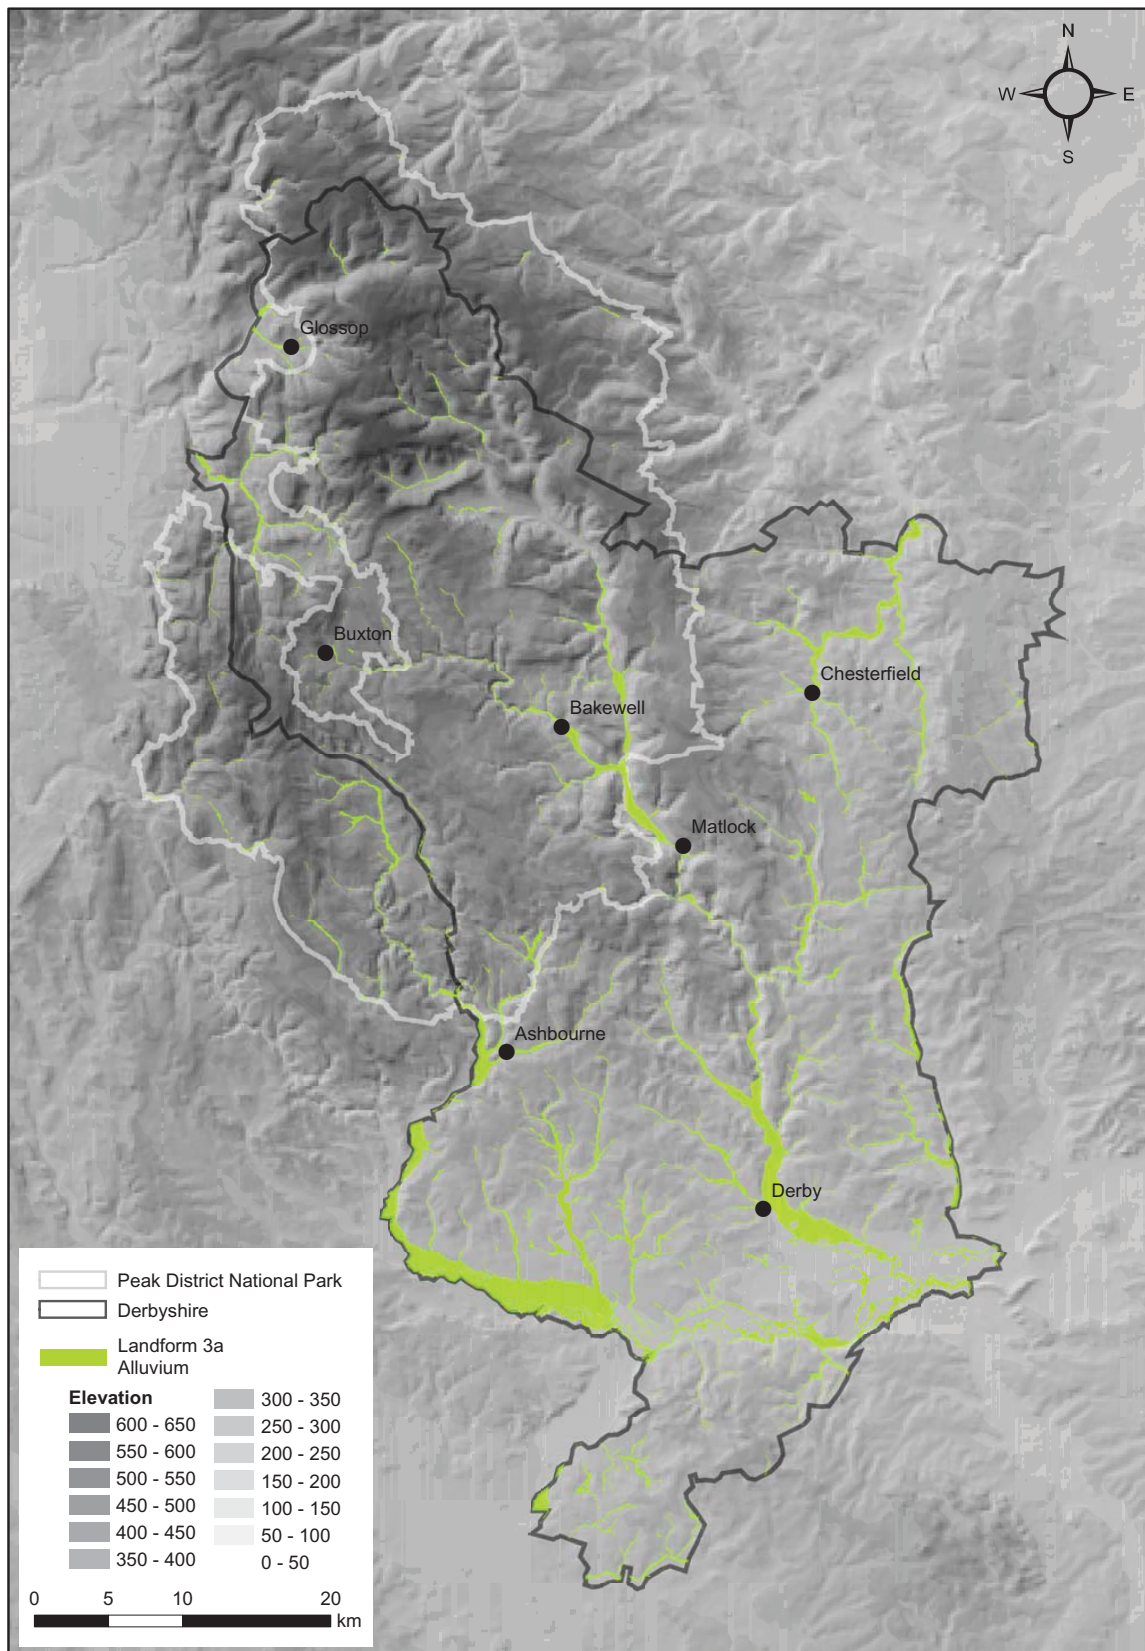 N
W E
S
Glossop
Buxton
Chesterfield
Bakewell
Matlock
Ashbourne
Derby
Peak District National Park
Derbyshire
Landform 3a
Alluvium
Elevation
600 - 650
550 - 600
500 - 550
450 - 500
400 - 450
350 - 400
300 - 350
250 - 300
200 - 250
150 - 200
100 - 150
50 - 100
0 - 50
0 5 10 20
km